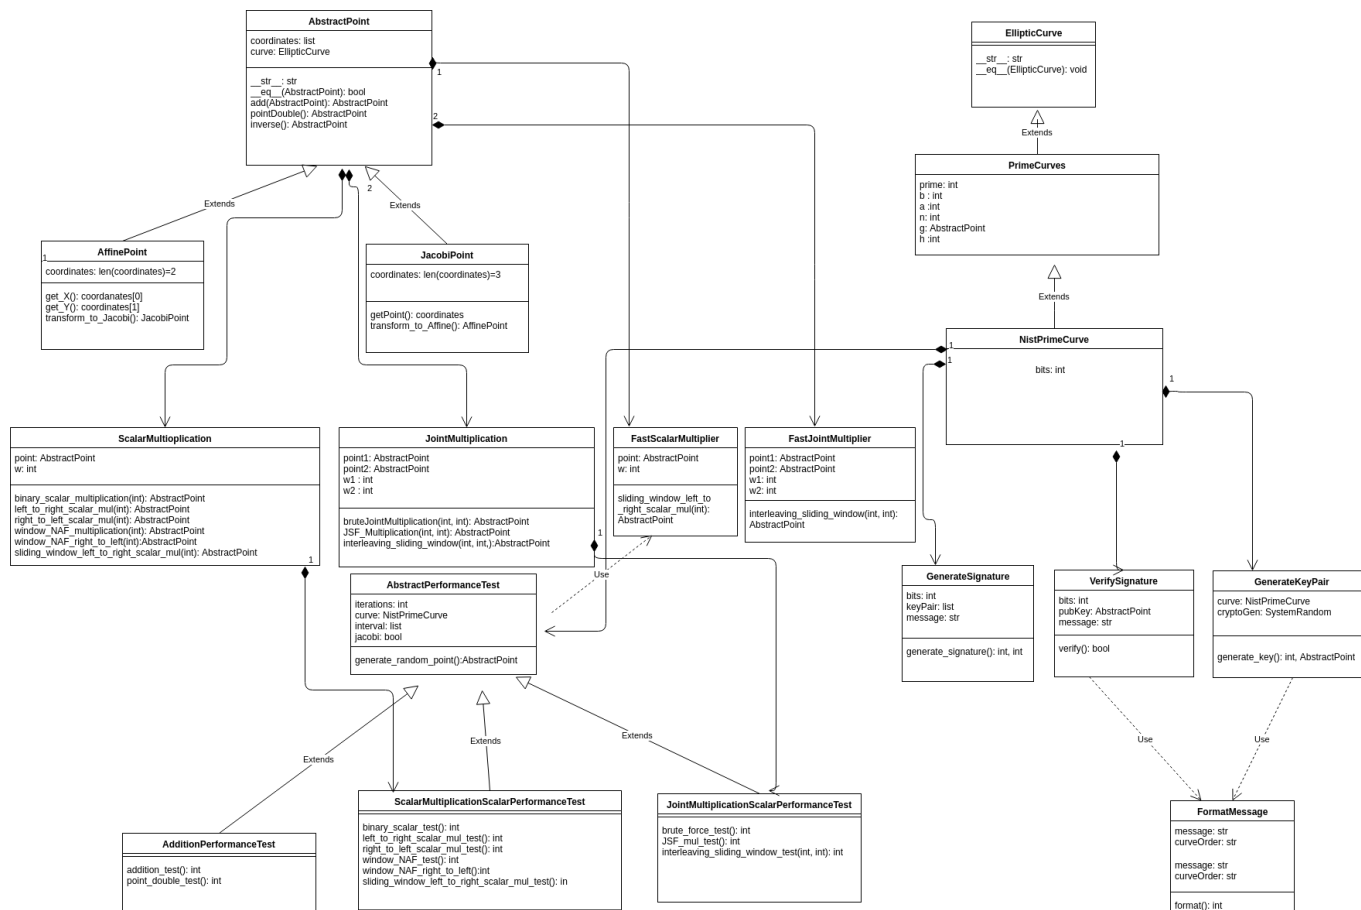 AbstractPoint
coordinates: list
curve: EllipticCurve
__str__: str
__eq__(AbstractPoint): bool
add(AbstractPoint): AbstractPoint
pointDouble(): AbstractPoint
inverse(): AbstractPoint
1
2
2
EllipticCurve
__str__: str
__eq__(EllipticCurve): void
Extends
PrimeCurves
prime: int
b : int
a :int
n: int
g: AbstractPoint
h :int
Extends
Extends
Extends
AffinePoint
1
coordinates: len(coordinates)=2
get_X(): coordanates[0]
get_Y(): coordinates[1]
transform_to_Jacobi(): JacobiPoint
JacobiPoint
coordinates: len(coordinates)=3
getPoint(): coordinates
transform_to_Affine(): AffinePoint
NistPrimeCurve
bits: int
1
1
1
1
ScalarMultioplication
point: AbstractPoint
w: int
binary_scalar_multiplication(int): AbstractPoint
left_to_right_scalar_mul(int): AbstractPoint
right_to_left_scalar_mul(int): AbstractPoint
window_NAF_multiplication(int): AbstractPoint
window_NAF_right_to_left(int):AbstractPoint
sliding_window_left_to_right_scalar_mul(int): AbstractPoint
1
JointMultiplication
point1: AbstractPoint
point2: AbstractPoint
w1 : int
w2 : int
bruteJointMultiplication(int, int): AbstractPoint
JSF_Multiplication(int, int): AbstractPoint
interleaving_sliding_window(int, int,):AbstractPoint
1
FastScalarMultiplier
point: AbstractPoint
w: int
sliding_window_left_to
_right_scalar_mul(int):
AbstractPoint
FastJointMultiplier
point1: AbstractPoint
point2: AbstractPoint
w1: int
w2: int
interleaving_sliding_window(int, int):
AbstractPoint
Use
AbstractPerformanceTest
iterations: int
curve: NistPrimeCurve
interval: list
jacobi: bool
generate_random_point():AbstractPoint
GenerateSignature
bits: int
keyPair: list
message: str
generate_signature(): int, int
VerifySignature
bits: int
pubKey: AbstractPoint
message: str
verify(): bool
GenerateKeyPair
curve: NistPrimeCurve
cryptoGen: SystemRandom
generate_key(): int, AbstractPoint
Extends
Extends
Extends
Use
Use
AdditionPerformanceTest
addition_test(): int
point_double_test(): int
ScalarMultiplicationScalarPerformanceTest
binary_scalar_test(): int
left_to_right_scalar_mul_test(): int
right_to_left_scalar_mul_test(): int
window_NAF_test(): int
window_NAF_right_to_left():int
sliding_window_left_to_right_scalar_mul_test(): in
JointMultiplicationScalarPerformanceTest
brute_force_test(): int
JSF_mul_test(): int
interleaving_sliding_window_test(int, int): int
FormatMessage
message: str
curveOrder: str
message: str
curveOrder: str
format(): int